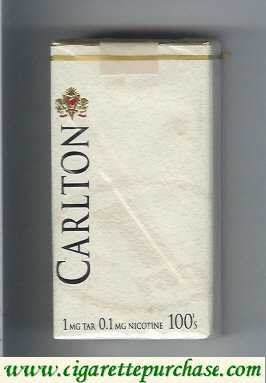 CARLTON
1 MG TAR 0.1 MG NICOTINE 100's
www.cigarettepurchase.com